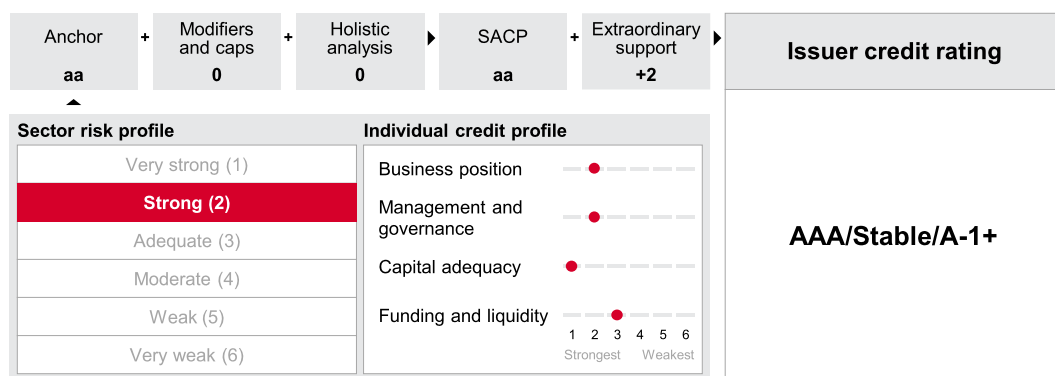 Anchor
+
Modifiers
and caps
+
Holistic
analysis
SACP
+
Extraordinary
support
aa
0
0
aa
+2
Issuer credit rating
AAA/Stable/A-1+
Sector risk profile
Very strong (1)
Strong (2)
Adequate (3)
Moderate (4)
Weak (5)
Very weak (6)
Individual credit profile
Business position
Management and
governance
Capital adequacy
Funding and liquidity
1 2 3 4 5 6
Strongest Weakest